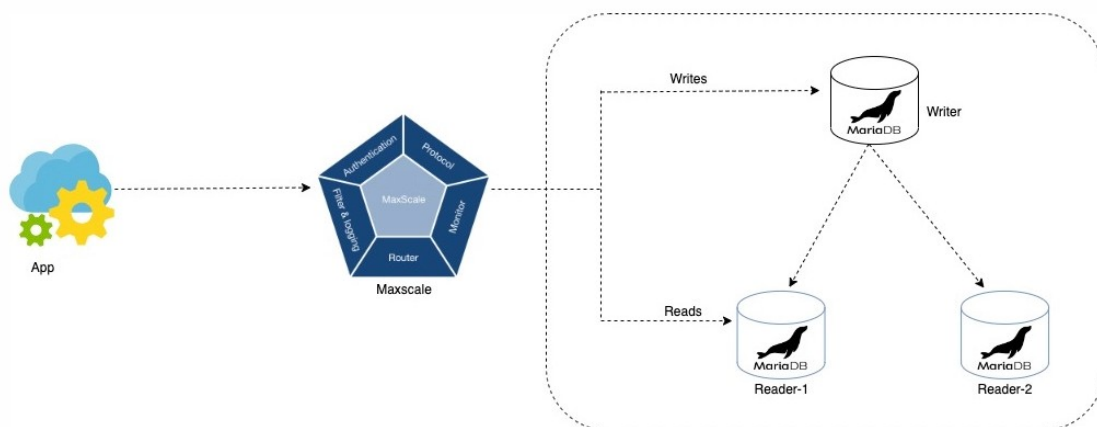 App
Authentication
Protocol
Filter & logging
MaxScale
Monitor
Router
Maxscale
Writes
MariaDB
Writer
Reads
MariaDB
Reader-1
MariaDB
Reader-2